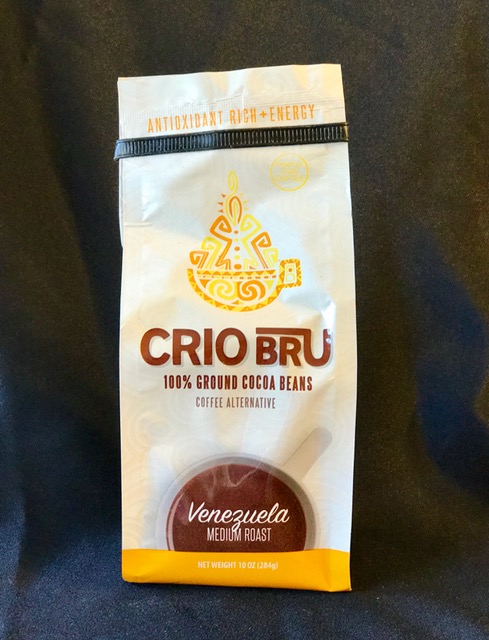 ANTIOXIDANT RICH + ENERGY
CRIO BRU
100% GROUND COCOA BEANS
COFFEE ALTERNATIVE
Venezuela
MEDIUM ROAST
NET WEIGHT 10 OZ (284g)